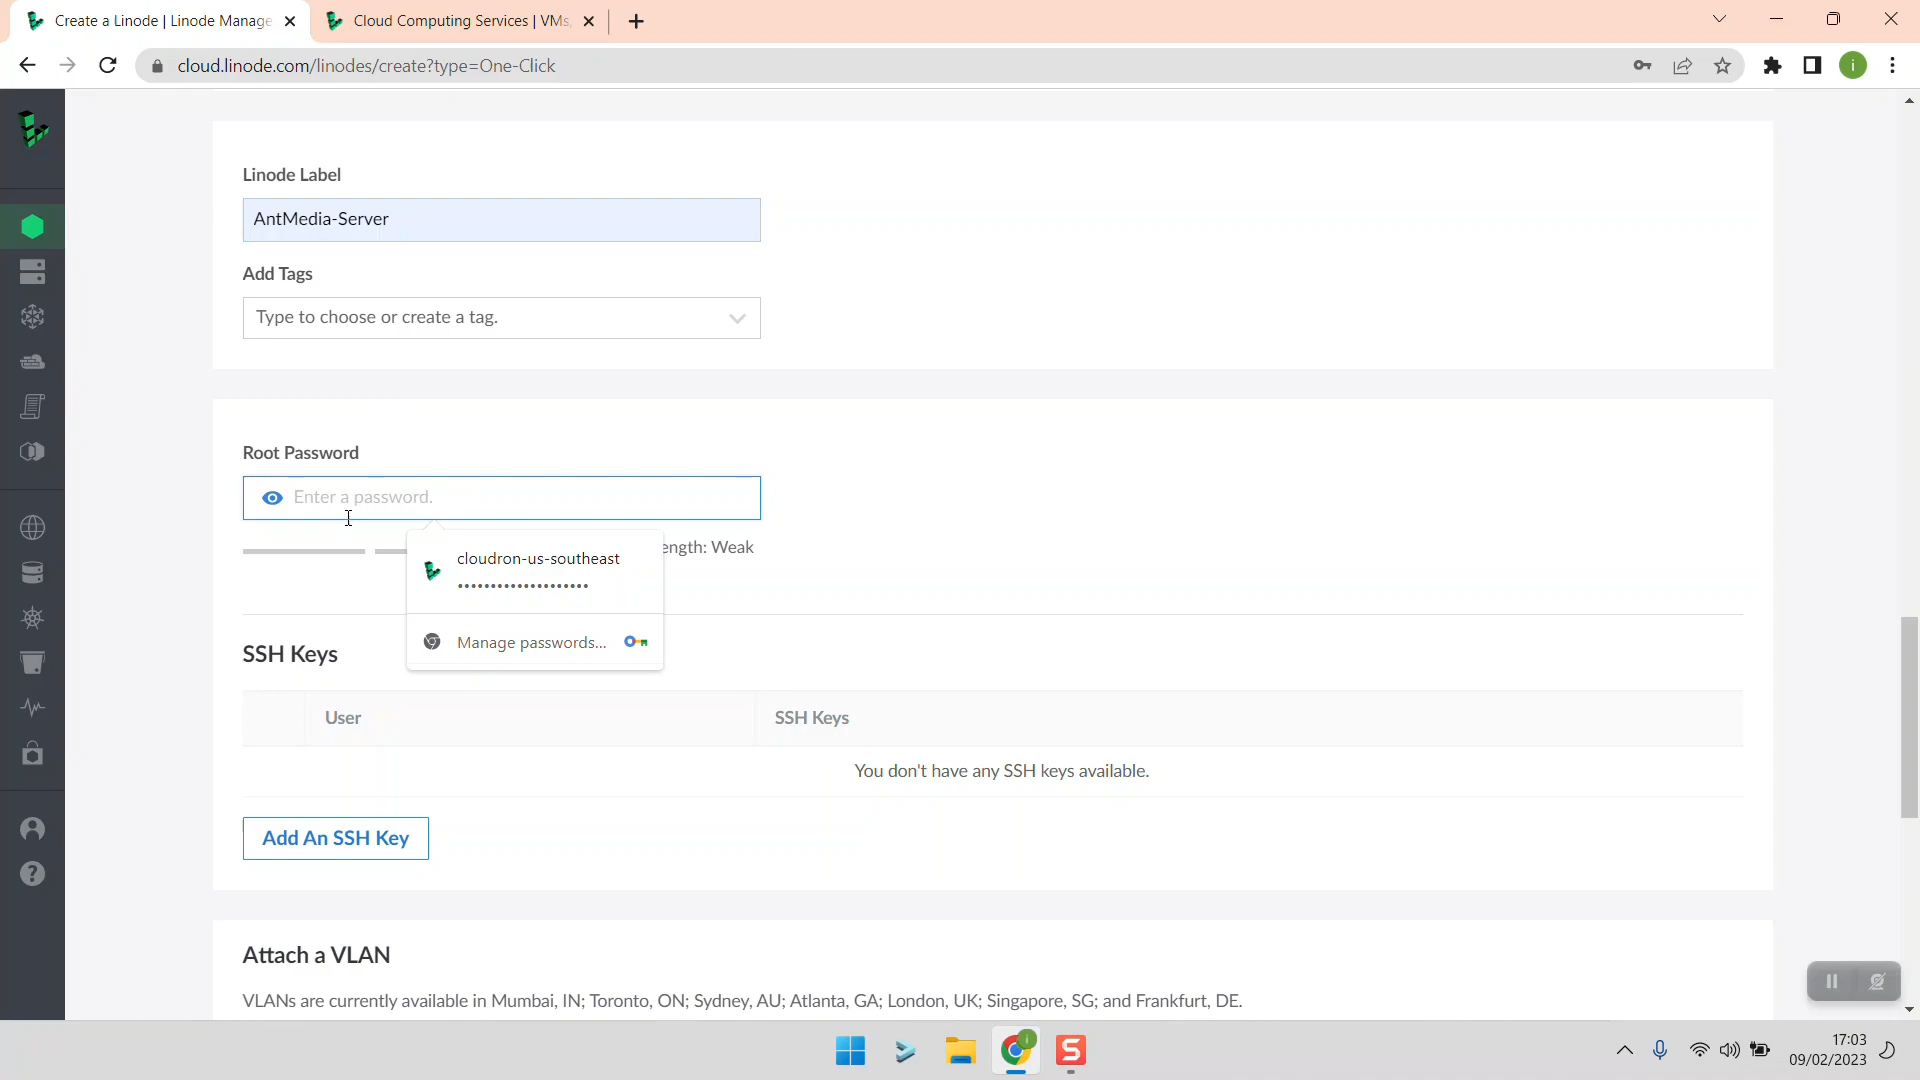 Create a Linode | Linode Manage
Cloud Computing Services | VMs,
cloud.linode.com/linodes/create?type=One-Click
i
Linode Label
AntMedia-Server
Add Tags
Type to choose or create a tag.
Root Password
Enter a password.
ength: Weak
cloudron-us-southeast
••••••••••••••••••••
Manage passwords...
SSH Keys
User
SSH Keys
You don't have any SSH keys available.
Add An SSH Key
Attach a VLAN
VLANs are currently available in Mumbai, IN; Toronto, ON; Sydney, AU; Atlanta, GA; London, UK; Singapore, SG; and Frankfurt, DE.
i
S
17:03
09/02/2023